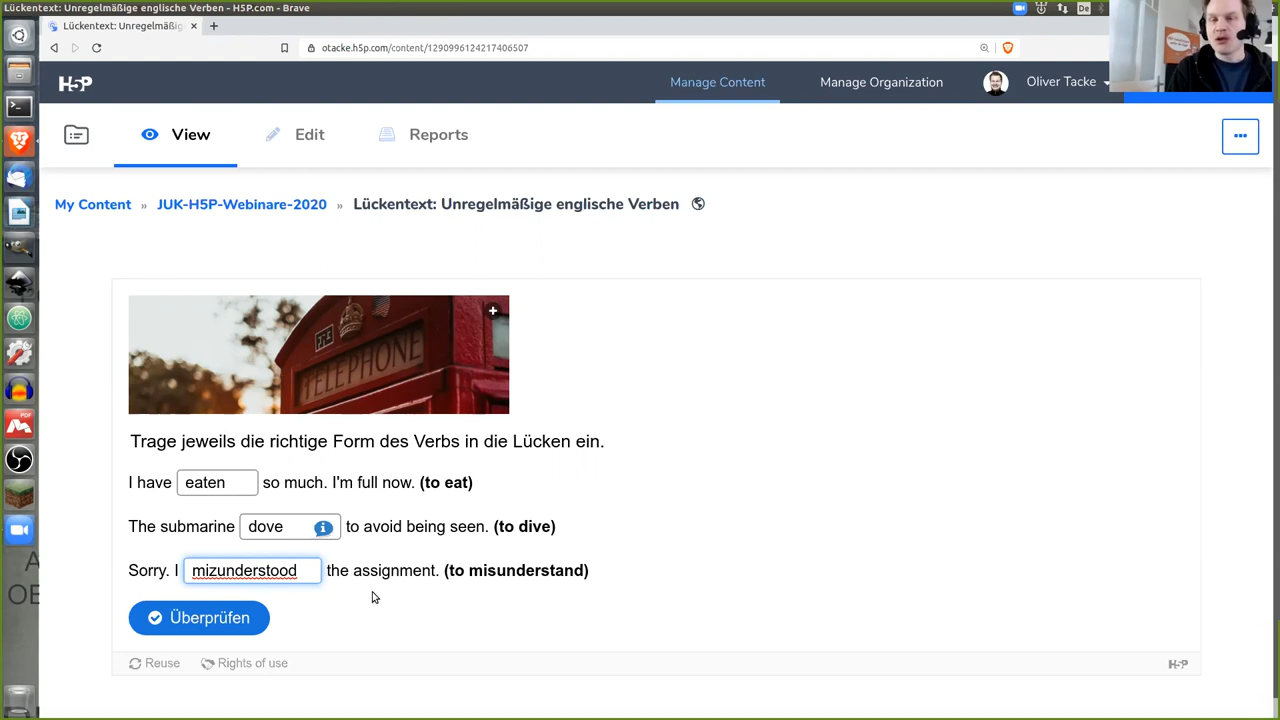 Lückentext: Unregelmäßige englische Verben - H5P.com - Brave
De
Lückentext: Unregelmäßig
otacke.h5p.com/content/1290996124217406507
H5P
Manage Content
Manage Organization
Oliver Tacke
View
Edit
Reports
My Content » JUK-H5P-Webinare-2020 » Lückentext: Unregelmäßige englische Verben
TELEPHONE
Trage jeweils die richtige Form des Verbs in die Lücken ein.
I have eaten so much. I'm full now. (to eat)
The submarine dove to avoid being seen. (to dive)
Sorry. I mizunderstood the assignment. (to misunderstand)
Überprüfen
Reuse
Rights of use
H5P
PDF